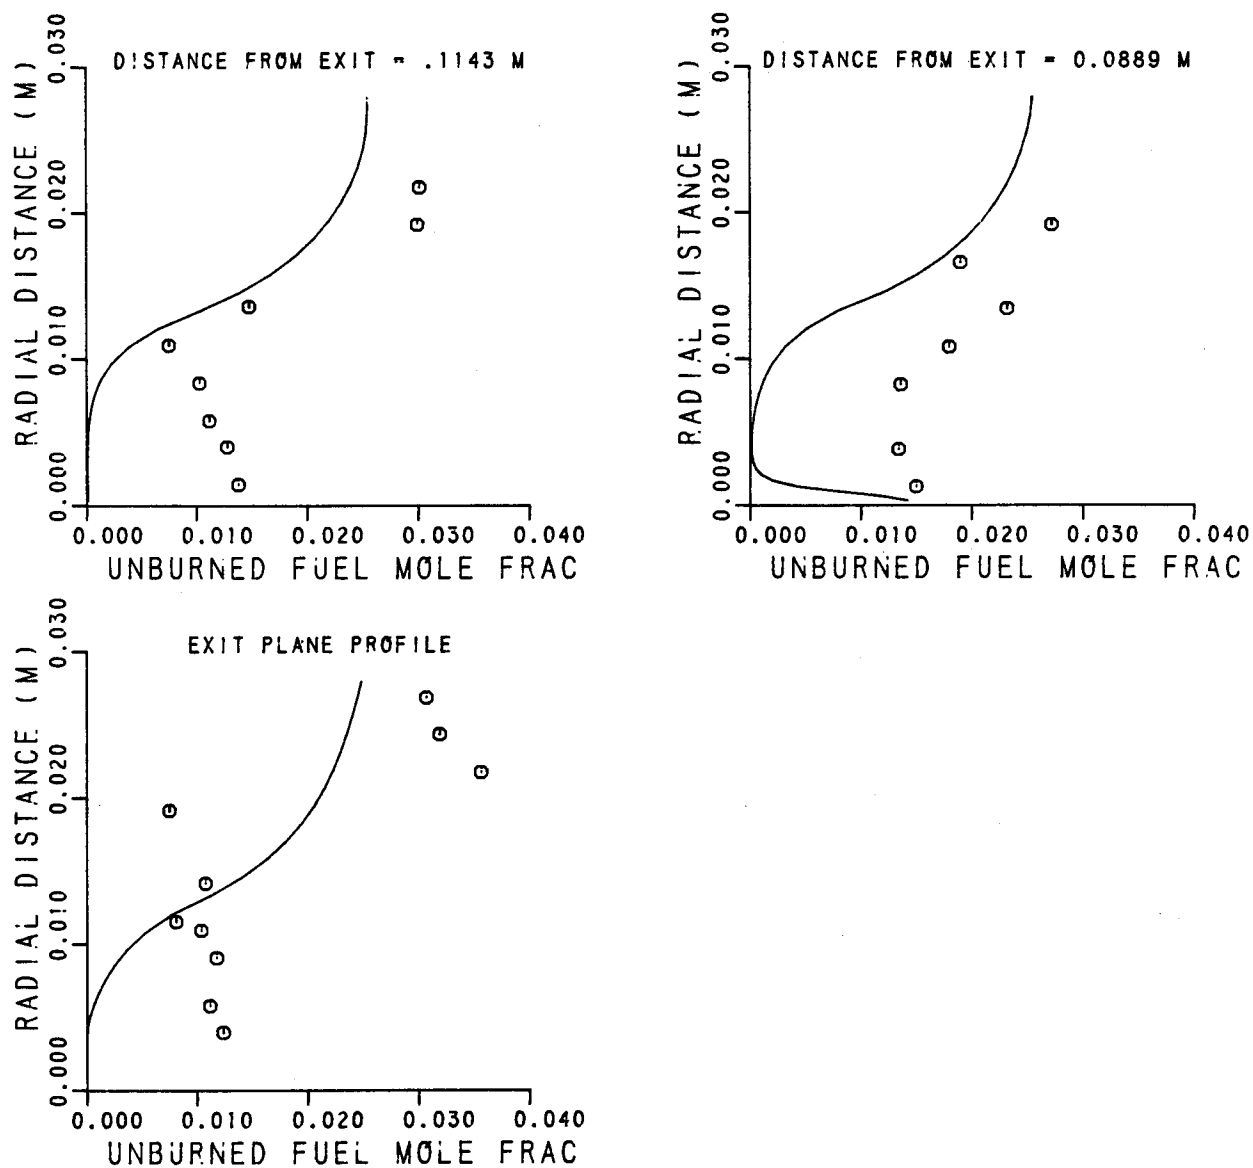 DISTANCE FROM EXIT = .1143 M
RADIAL DISTANCE (M)
0.030
0.020
0.010
0.000
0.000 0.010 0.020 0.030 0.040
UNBURNED FUEL MOLE FRAC
DISTANCE FROM EXIT = 0.0889 M
RADIAL DISTANCE (M)
0.030
0.020
0.010
0.000
0.000 0.010 0.020 0.030 0.040
UNBURNED FUEL MOLE FRAC
EXIT PLANE PROFILE
RADIAL DISTANCE (M)
0.030
0.020
0.010
0.000
0.000 0.010 0.020 0.030 0.040
UNBURNED FUEL MOLE FRAC